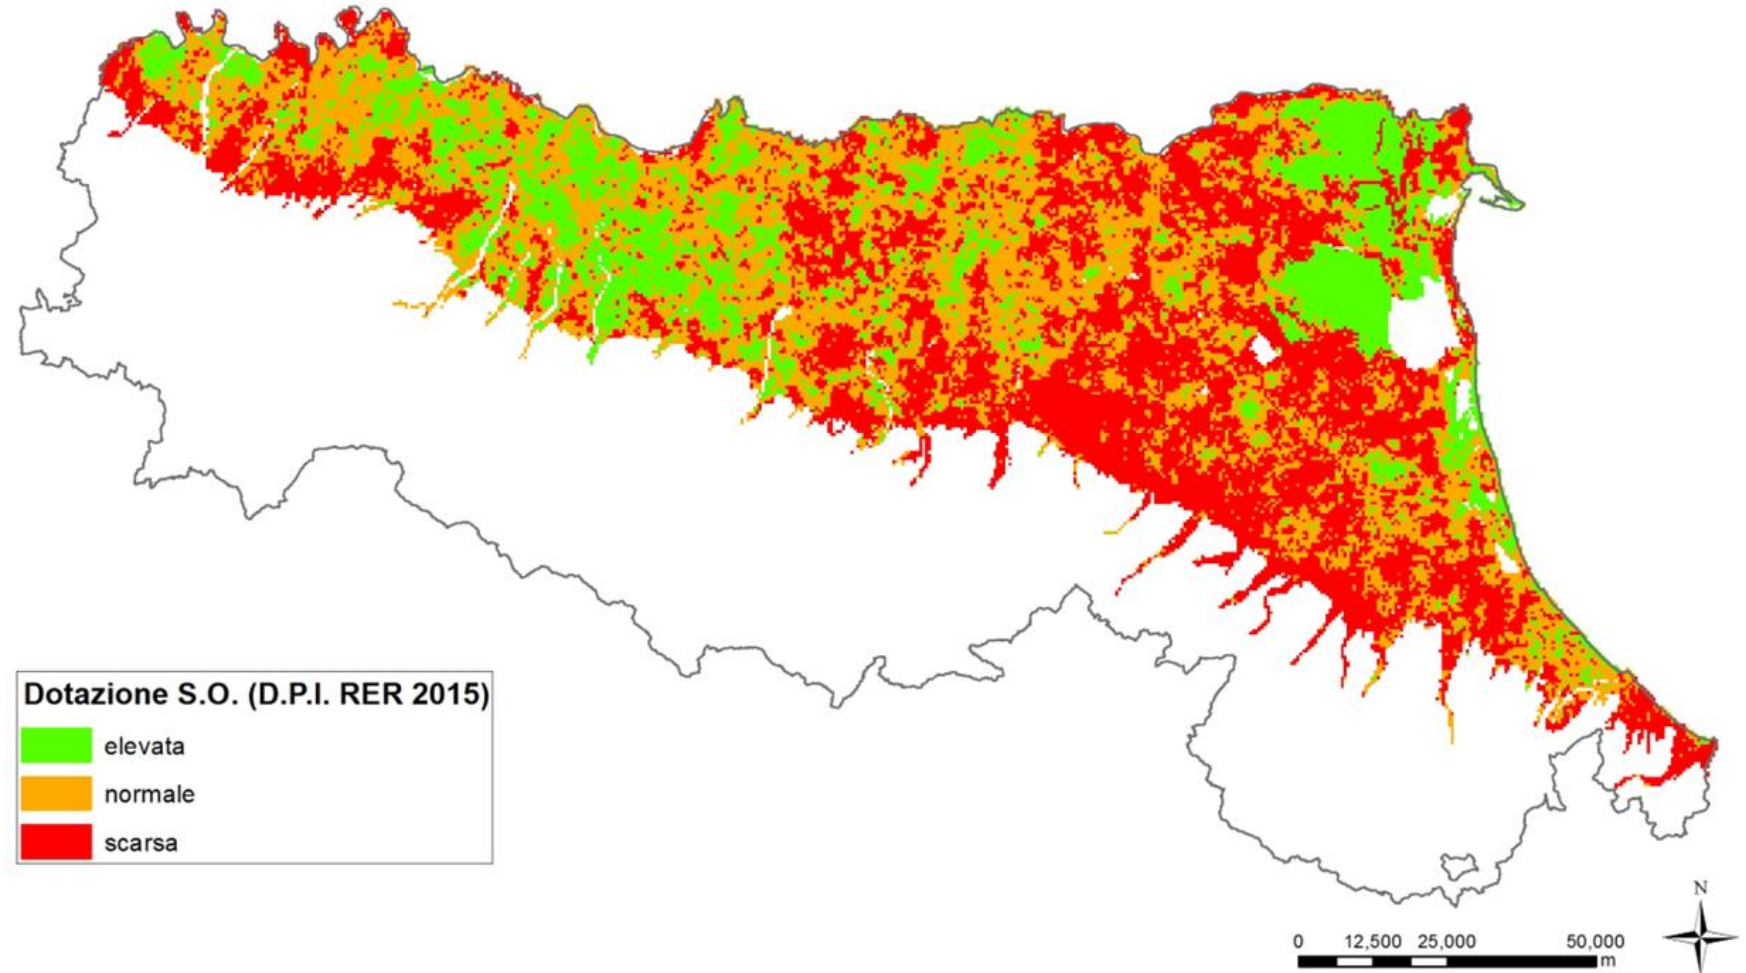 Dotazione S.O. (D.P.I. RER 2015)
elevata
normale
scarsa
N
0 12,500 25,000 50,000
m